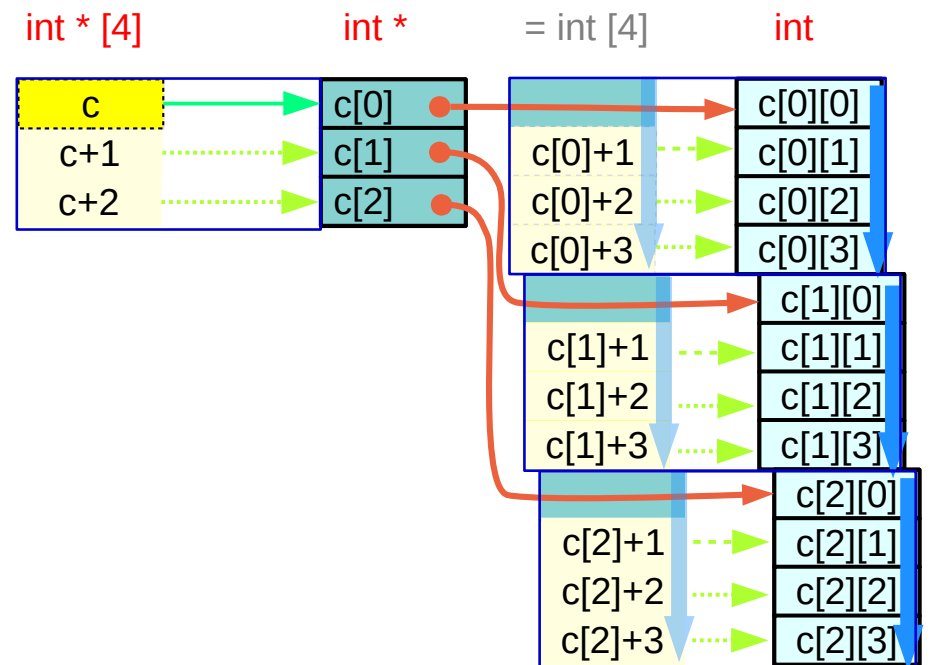 int * [4] int * = int [4] int
c c[0] c[0][0]
c+1 c[1] c[0]+1 c[0][1]
c+2 c[2] c[0]+2 c[0][2]
c[0]+3 c[0][3]
c[1][0]
c[1]+1 c[1][1]
c[1]+2 c[1][2]
c[1]+3 c[1][3]
c[2][0]
c[2]+1 c[2][1]
c[2]+2 c[2][2]
c[2]+3 c[2][3]